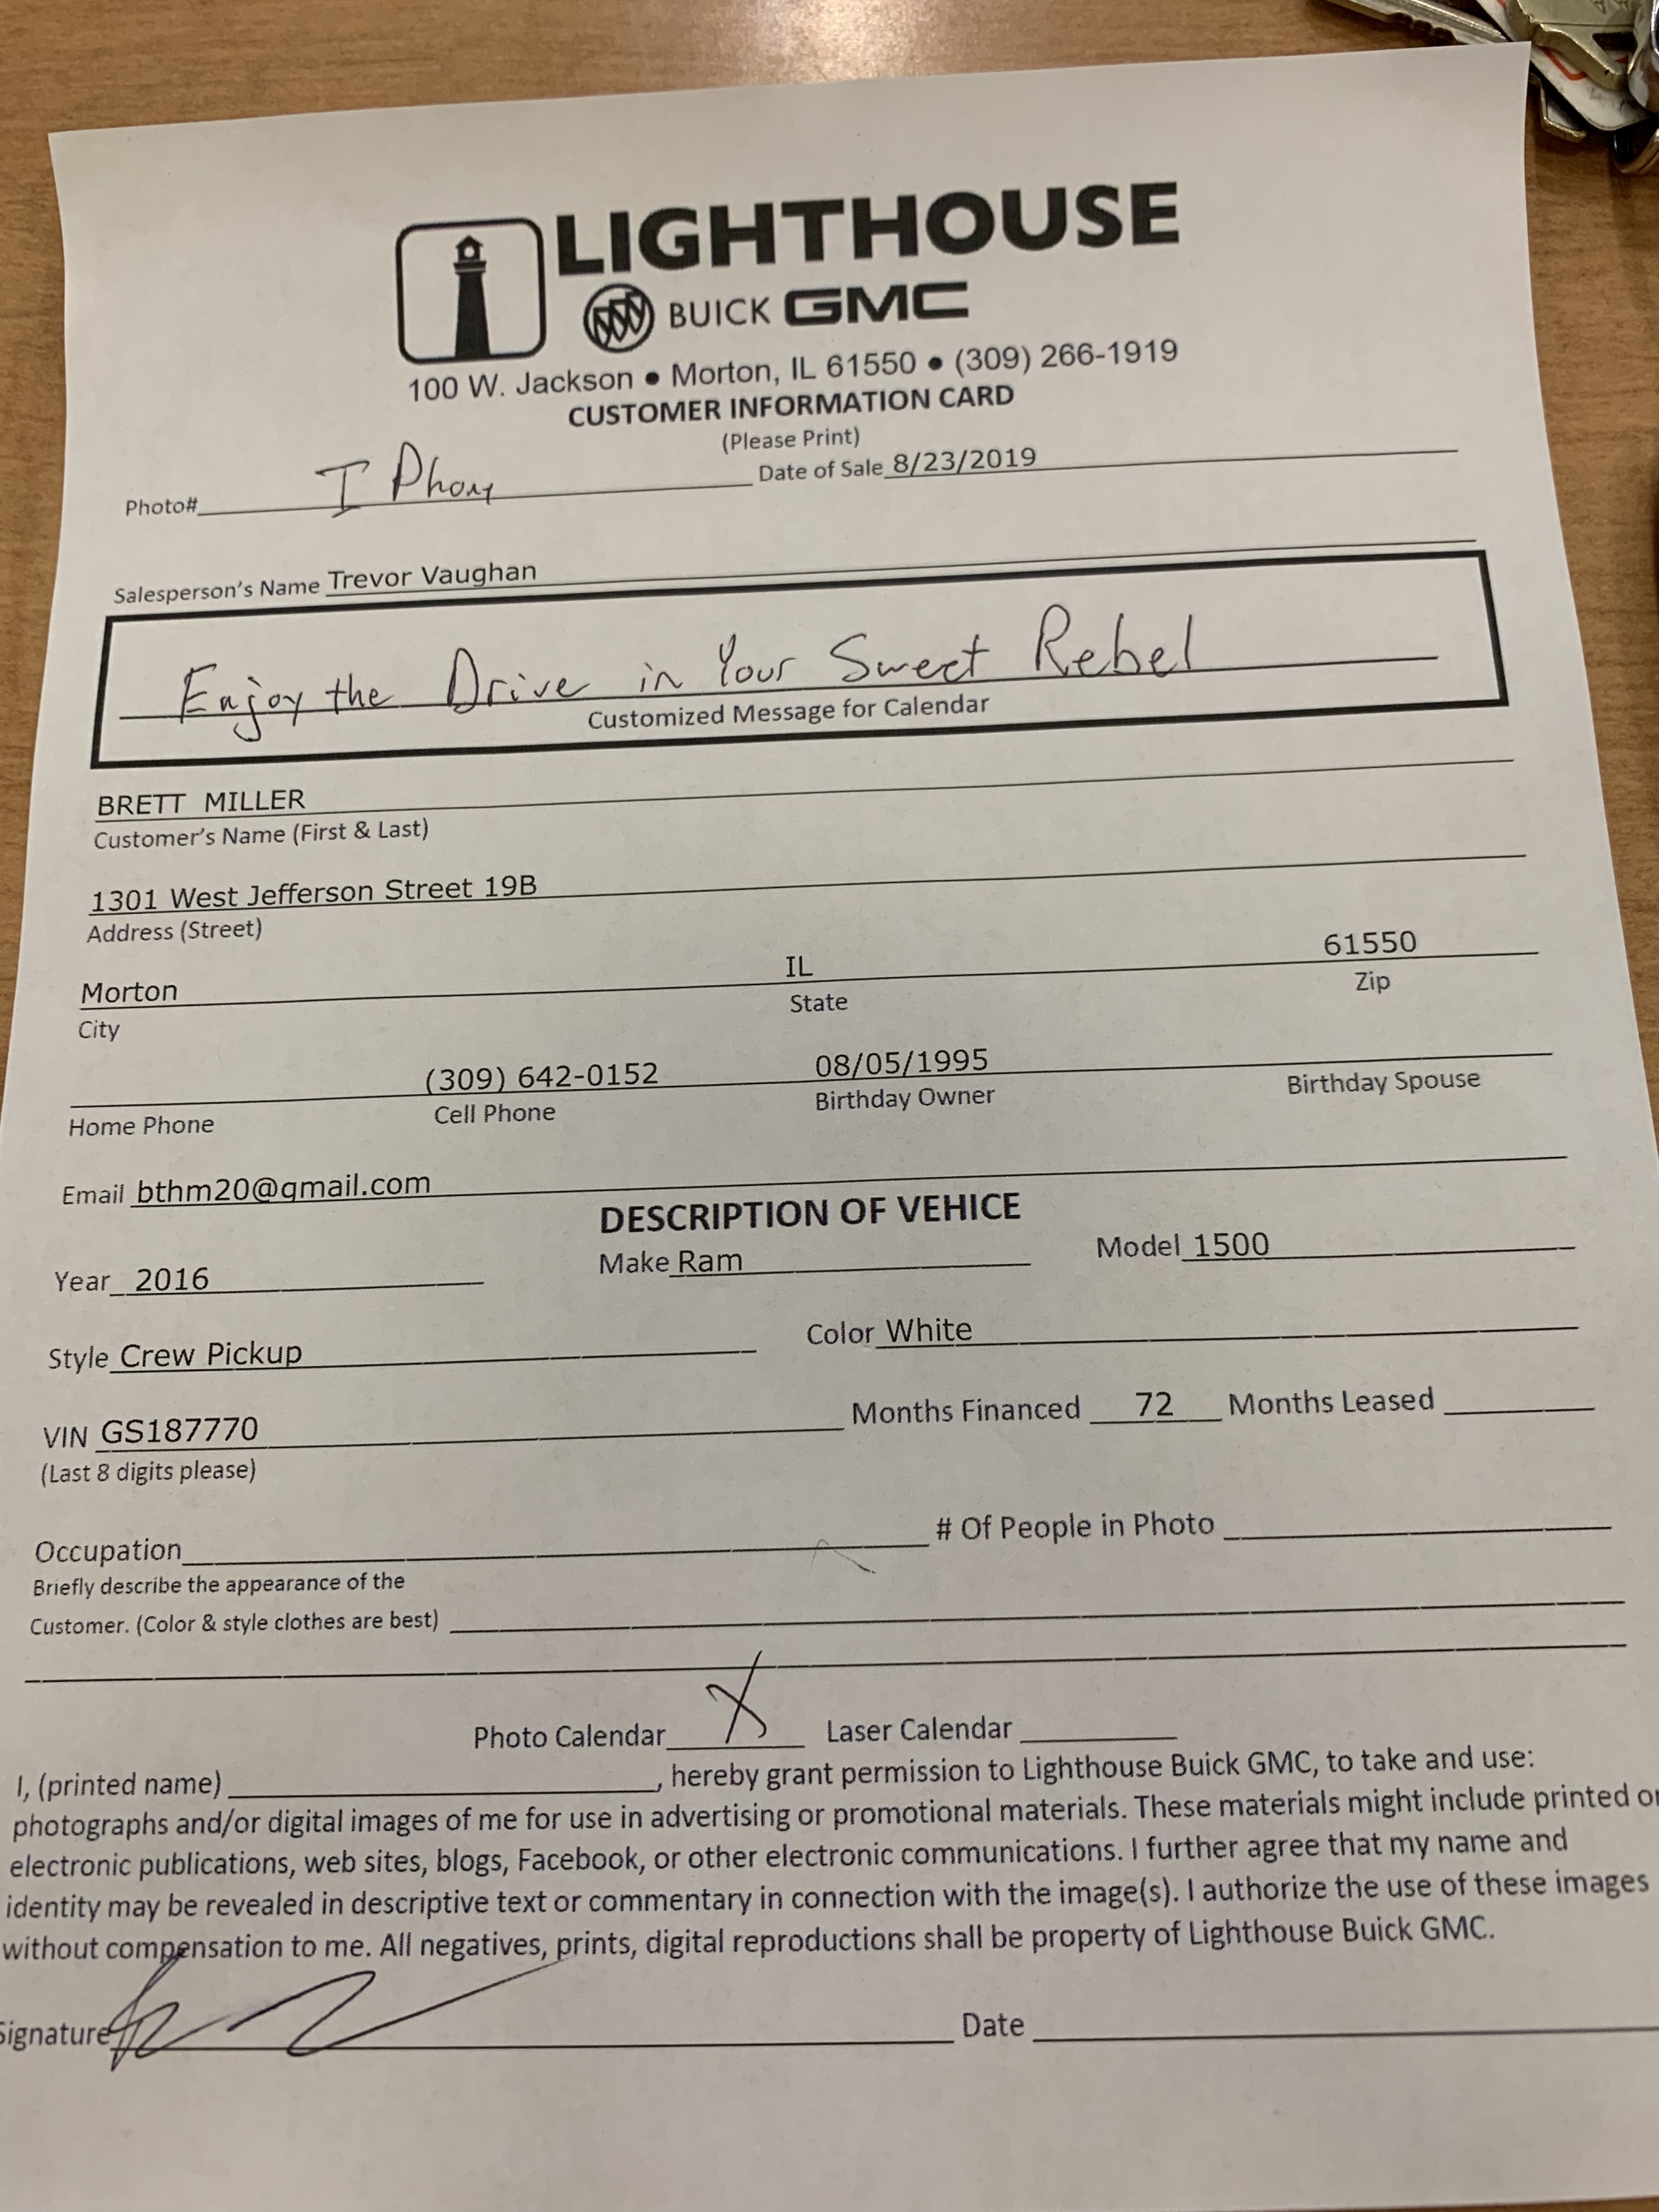 LIGHTHOUSE
BUICK GMC
100 W. Jackson • Morton, IL 61550 • (309) 266-1919
CUSTOMER INFORMATION CARD
(Please Print)
Photo# I Phone Date of Sale 8/23/2019
Salesperson's Name Trevor Vaughan
Enjoy the Drive in Your Sweet Rebel
Customized Message for Calendar
BRETT MILLER
Customer's Name (First & Last)
1301 West Jefferson Street 19B
Address (Street)
Morton IL 61550
City State Zip
(309) 642-0152 08/05/1995
Home Phone Cell Phone Birthday Owner Birthday Spouse
Email bthm20@gmail.com
DESCRIPTION OF VEHICE
Year 2016 Make Ram Model 1500
Style Crew Pickup Color White
VIN GS187770 Months Financed 72 Months Leased
(Last 8 digits please)
Occupation # Of People in Photo
Briefly describe the appearance of the
Customer. (Color & style clothes are best)
Photo Calendar X Laser Calendar
I, (printed name) , hereby grant permission to Lighthouse Buick GMC, to take and use:
photographs and/or digital images of me for use in advertising or promotional materials. These materials might include printed or
electronic publications, web sites, blogs, Facebook, or other electronic communications. I further agree that my name and
identity may be revealed in descriptive text or commentary in connection with the image(s). I authorize the use of these images
without compensation to me. All negatives, prints, digital reproductions shall be property of Lighthouse Buick GMC.
Signature Date